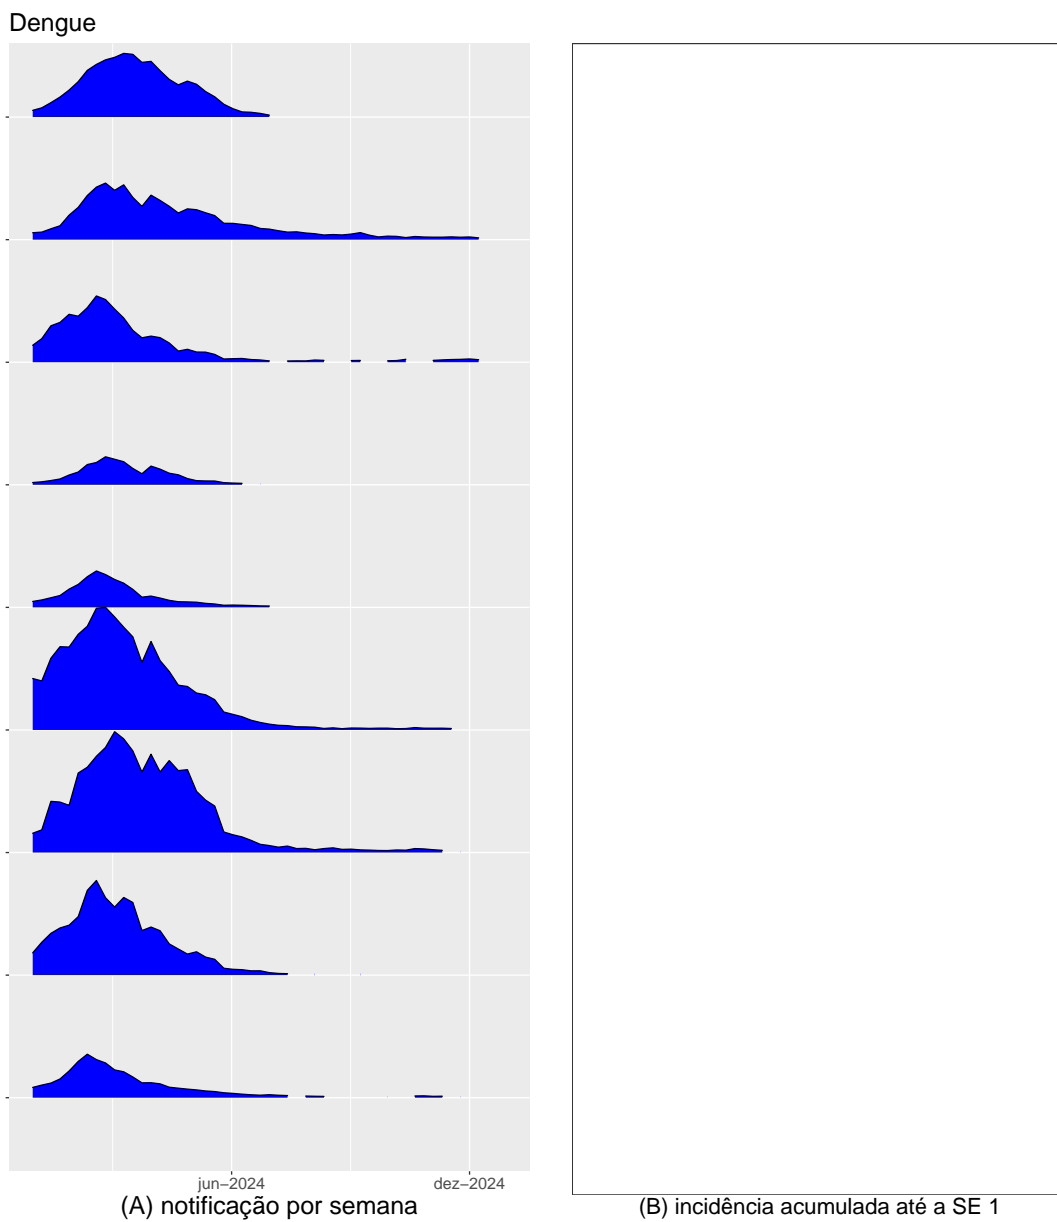 Dengue
jun–2024
dez–2024
(A) notificação por semana
(B) incidência acumulada até a SE 1